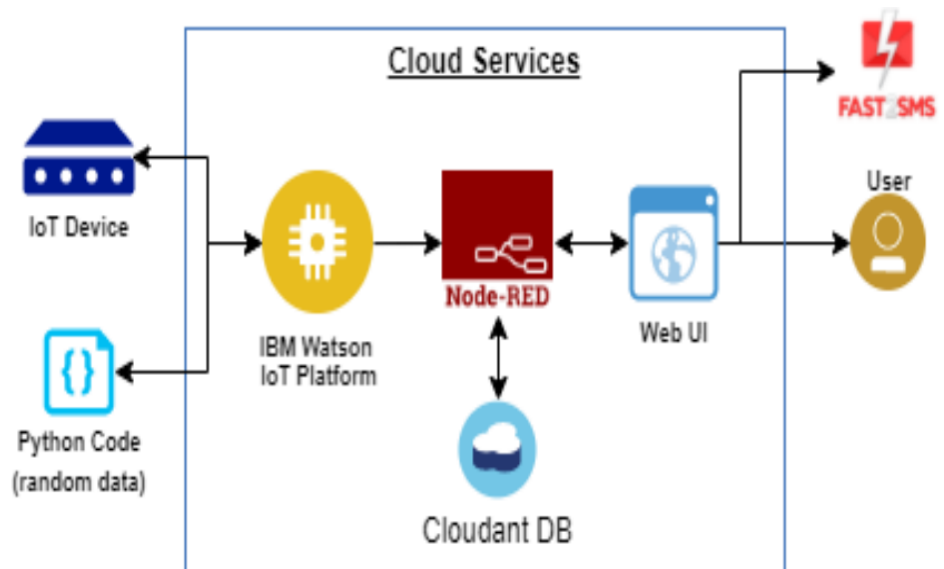 Cloud Services
FAST2SMS
IoT Device
User
Node-RED
Web UI
IBM Watson
IoT Platform
Python Code
(random data)
Cloudant DB